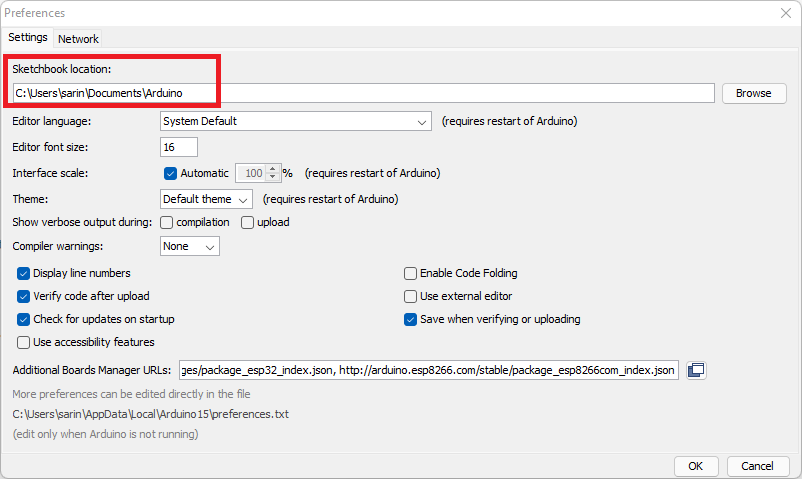 Preferences
Settings Network
Sketchbook location:
C:\Users\sarin\Documents\Arduino Browse
Editor language: System Default (requires restart of Arduino)
Editor font size: 16
Interface scale: Automatic 100 % (requires restart of Arduino)
Theme: Default theme (requires restart of Arduino)
Show verbose output during: compilation upload
Compiler warnings: None
Display line numbers Enable Code Folding
Verify code after upload Use external editor
Check for updates on startup Save when verifying or uploading
Use accessibility features
Additional Boards Manager URLs: ges/package_esp32_index.json, http://arduino.esp8266.com/stable/package_esp8266com_index.json
More preferences can be edited directly in the file
C:\Users\sarin\AppData\Local\Arduino15\preferences.txt
(edit only when Arduino is not running)
OK Cancel